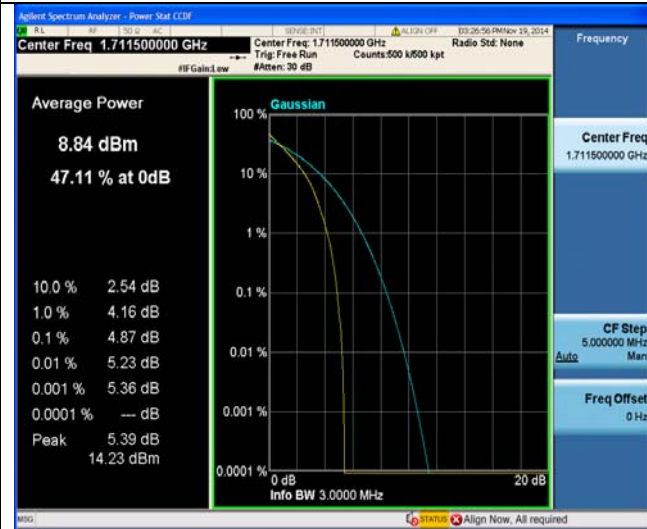 Agilent Spectrum Analyzer - Power Stat CCDF
RL RF 50 Ω AC SENSE:INT ALIGN OFF 03:26:56 PM Nov 19, 2014
Center Freq 1.711500000 GHz
Center Freq: 1.711500000 GHz Radio Std: None
Trig: Free Run Counts:500 k/500 kpt
#IFGain:Low #Atten: 30 dB
Frequency
Average Power
8.84 dBm
47.11 % at 0dB
10.0 % 2.54 dB
1.0 % 4.16 dB
0.1 % 4.87 dB
0.01 % 5.23 dB
0.001 % 5.36 dB
0.0001 % --- dB
Peak 5.39 dB
14.23 dBm
Gaussian
100 %
10 %
1 %
0.1 %
0.01 %
0.001 %
0.0001 %
0 dB 20 dB
Info BW 3.0000 MHz
Center Freq
1.711500000 GHz
CF Step
5.000000 MHz
Auto Man
Freq Offset
0 Hz
MSG STATUS Align Now, All required